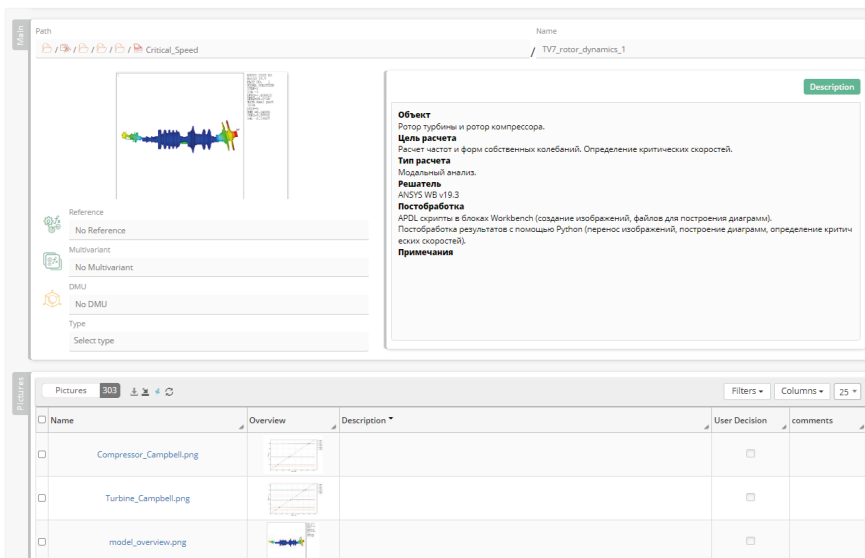 Main
Path
Name
/ / / / / Critical_Speed
/ TV7_rotor_dynamics_1
Description
Объект
Ротор турбины и ротор компрессора.
Цель расчета
Расчет частот и форм собственных колебаний. Определение критических скоростей.
Тип расчета
Модальный анализ.
Решатель
ANSYS WB v19.3
Постобработка
APDL скрипты в блоках Workbench (создание изображений, файлов для построения диаграмм).
Постобработка результатов с помощью Python (перенос изображений, построение диаграмм, определение критич
еских скоростей).
Примечания
Reference
No Reference
Multivariant
No Multivariant
DMU
No DMU
Type
Select type
Pictures
Pictures 303
Filters Columns 25
Name Overview Description User Decision comments
Compressor_Campbell.png
Turbine_Campbell.png
model_overview.png